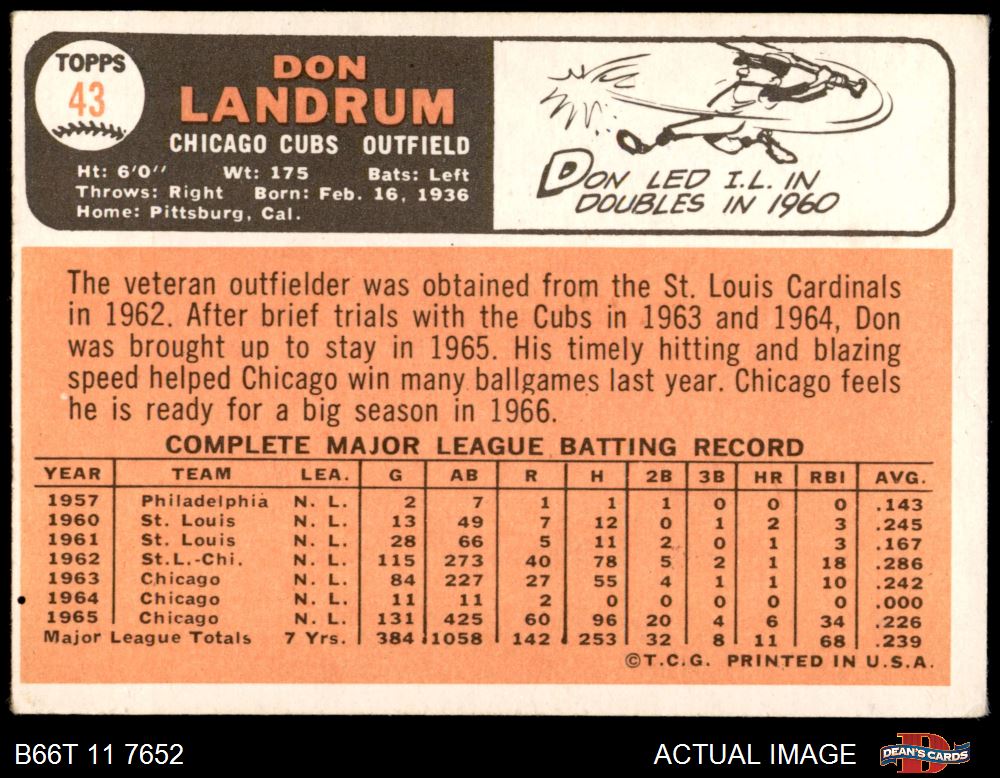 TOPPS
43
DON
LANDRUM
CHICAGO CUBS OUTFIELD
Ht: 6'0" Wt: 175 Bats: Left
Throws: Right Born: Feb. 16, 1936
Home: Pittsburg, Cal.
DON LED I.L. IN
DOUBLES IN 1960
The veteran outfielder was obtained from the St. Louis Cardinals
in 1962. After brief trials with the Cubs in 1963 and 1964, Don
was brought up to stay in 1965. His timely hitting and blazing
speed helped Chicago win many ballgames last year. Chicago feels
he is ready for a big season in 1966.
COMPLETE MAJOR LEAGUE BATTING RECORD
YEAR TEAM LEA. G AB R H 2B 3B HR RBI AVG.
1957 Philadelphia N. L. 2 7 1 1 1 0 0 0 .143
1960 St. Louis N. L. 13 49 7 12 0 1 2 3 .245
1961 St. Louis N. L. 28 66 5 11 2 0 1 3 .167
1962 St.L.-Chi. N. L. 115 273 40 78 5 2 1 18 .286
1963 Chicago N. L. 84 227 27 55 4 1 1 10 .242
1964 Chicago N. L. 11 11 2 0 0 0 0 0 .000
1965 Chicago N. L. 131 425 60 96 20 4 6 34 .226
Major League Totals 7 Yrs. 384 1058 142 253 32 8 11 68 .239
©T.C.G. PRINTED IN U.S.A.
B66T 11 7652
ACTUAL IMAGE
DEAN'S CARDS